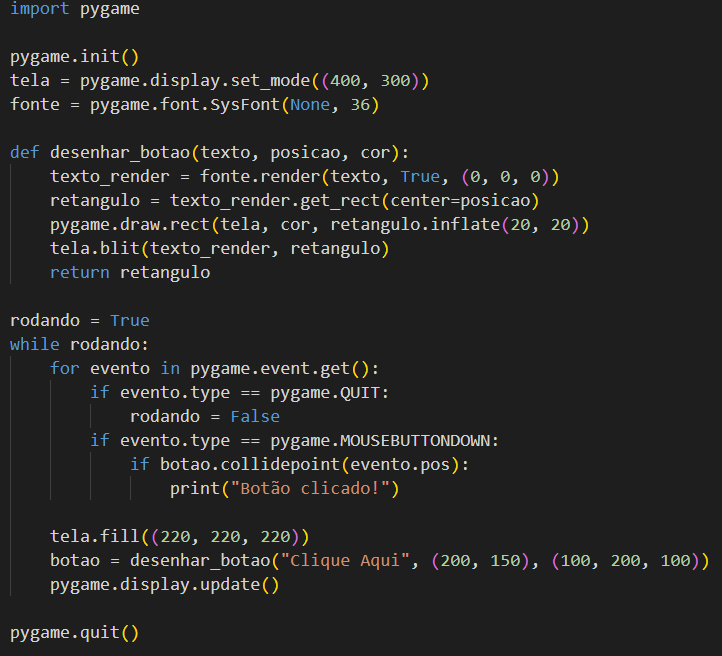 import pygame

pygame.init()
tela = pygame.display.set_mode((400, 300))
fonte = pygame.font.SysFont(None, 36)

def desenhar_botao(texto, posicao, cor):
    texto_render = fonte.render(texto, True, (0, 0, 0))
    retangulo = texto_render.get_rect(center=posicao)
    pygame.draw.rect(tela, cor, retangulo.inflate(20, 20))
    tela.blit(texto_render, retangulo)
    return retangulo

rodando = True
while rodando:
    for evento in pygame.event.get():
        if evento.type == pygame.QUIT:
            rodando = False
        if evento.type == pygame.MOUSEBUTTONDOWN:
            if botao.collidepoint(evento.pos):
                print("Botão clicado!")

    tela.fill((220, 220, 220))
    botao = desenhar_botao("Clique Aqui", (200, 150), (100, 200, 100))
    pygame.display.update()

pygame.quit()